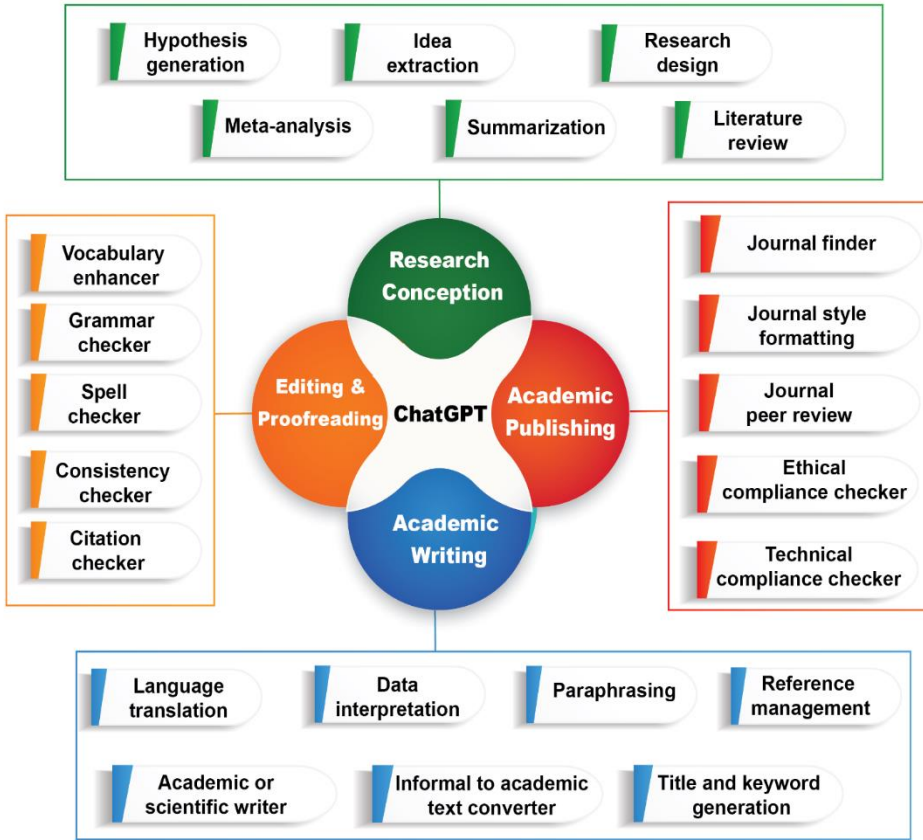 Hypothesis
generation
Idea
extraction
Research
design
Meta-analysis
Summarization
Literature
review
Vocabulary
enhancer
Grammar
checker
Spell
checker
Consistency
checker
Citation
checker
Research
Conception
Editing &
Proofreading
ChatGPT
Academic
Publishing
Academic
Writing
Journal finder
Journal style
formatting
Journal
peer review
Ethical
compliance checker
Technical
compliance checker
Language
translation
Data
interpretation
Paraphrasing
Reference
management
Academic or
scientific writer
Informal to academic
text converter
Title and keyword
generation